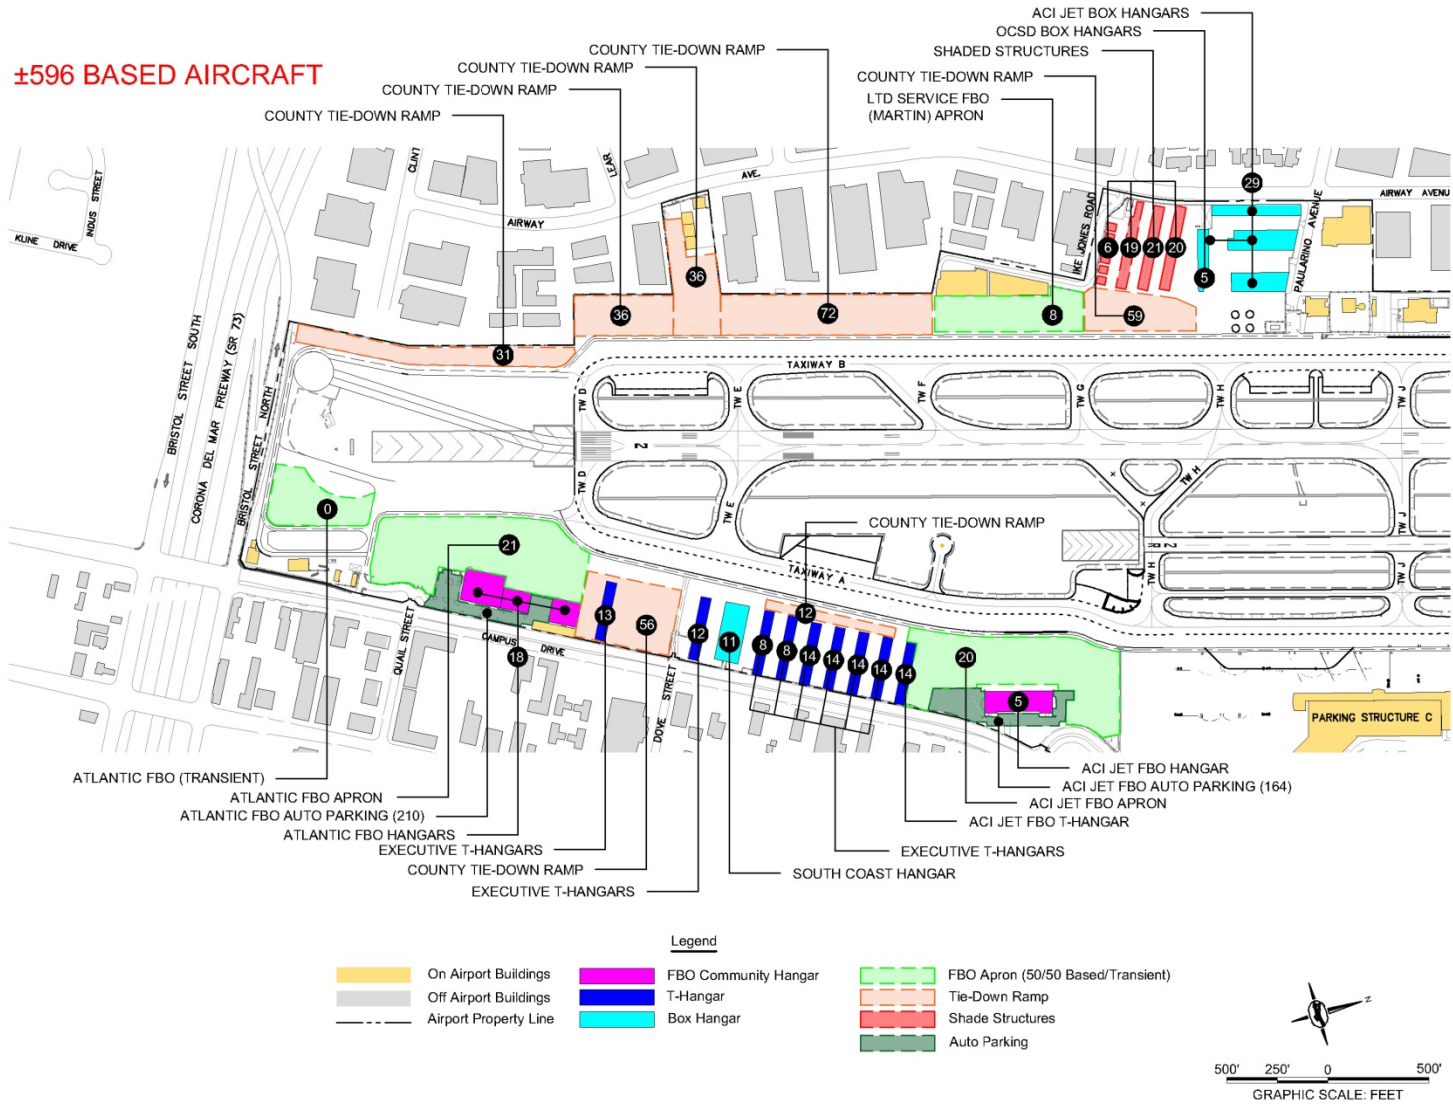 ±596 BASED AIRCRAFT
ACI JET BOX HANGARS
OCSD BOX HANGARS
SHADED STRUCTURES
COUNTY TIE-DOWN RAMP
COUNTY TIE-DOWN RAMP
COUNTY TIE-DOWN RAMP
COUNTY TIE-DOWN RAMP
COUNTY TIE-DOWN RAMP
LTD SERVICE FBO
(MARTIN) APRON
KLINE DRIVE
INDUS STREET
CLINT
LEAR
AIRWAY
AVE.
IKE JONES ROAD
PAULARINO AVENUE
AIRWAY AVENU
29
6
19
21
20
5
36
36
72
8
59
31
BRISTOL STREET SOUTH
CORONA DEL MAR FREEWAY (SR 73)
BRISTOL STREET NORTH
TAXIWAY B
TW D
TW E
TW F
TW G
TW H
TW J
TW D
TW E
TW H
TW J
TW H
TW J
2
2
R
TAXIWAY A
COUNTY TIE-DOWN RAMP
0
21
18
13
56
12
11
12
8
8
14
14
14
14
14
20
5
QUAIL STREET
CAMPUS DRIVE
DOVE STREET
PARKING STRUCTURE C
ATLANTIC FBO (TRANSIENT)
ATLANTIC FBO APRON
ATLANTIC FBO AUTO PARKING (210)
ATLANTIC FBO HANGARS
EXECUTIVE T-HANGARS
COUNTY TIE-DOWN RAMP
EXECUTIVE T-HANGARS
SOUTH COAST HANGAR
EXECUTIVE T-HANGARS
ACI JET FBO HANGAR
ACI JET FBO AUTO PARKING (164)
ACI JET FBO APRON
ACI JET FBO T-HANGAR
Legend
On Airport Buildings
Off Airport Buildings
Airport Property Line
FBO Community Hangar
T-Hangar
Box Hangar
FBO Apron (50/50 Based/Transient)
Tie-Down Ramp
Shade Structures
Auto Parking
Z
500' 250' 0 500'
GRAPHIC SCALE: FEET